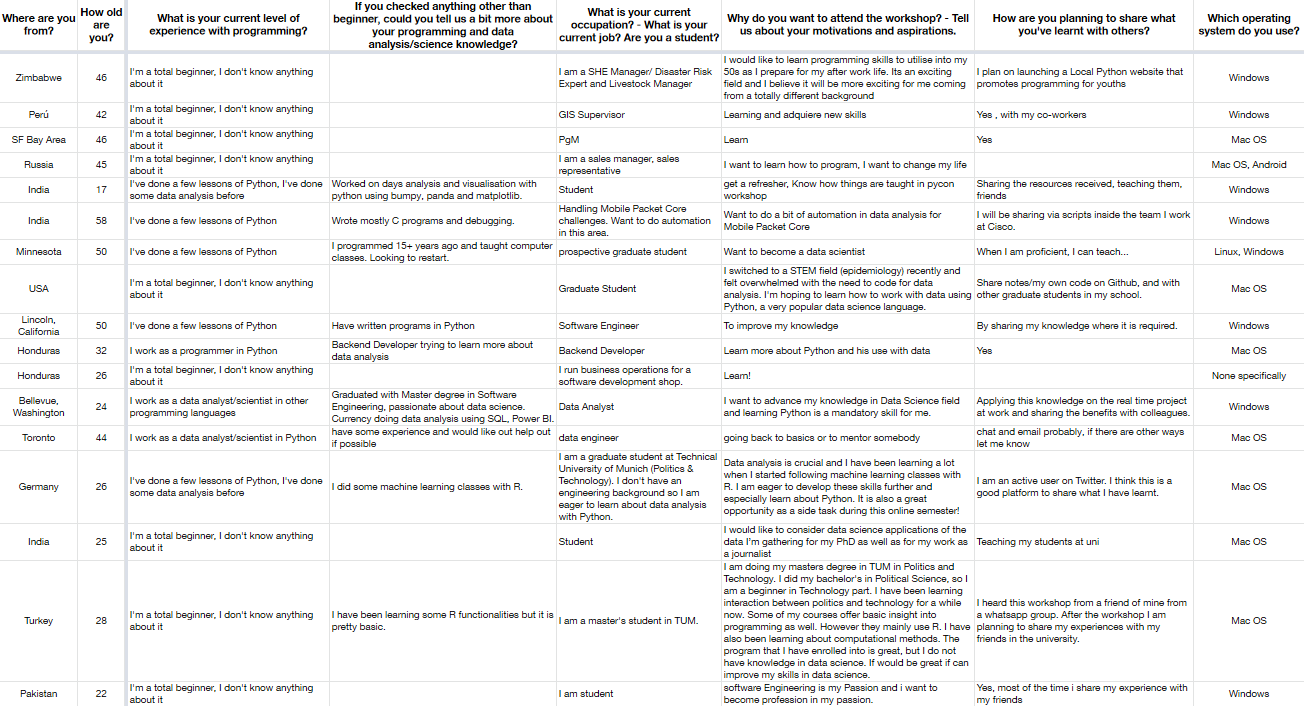 Where are you from?
How old are you?
What is your current level of experience with programming?
If you checked anything other than beginner, could you tell us a bit more about your programming and data analysis/science knowledge?
What is your current occupation? - What is your current job? Are you a student?
Why do you want to attend the workshop? - Tell us about your motivations and aspirations.
How are you planning to share what you've learnt with others?
Which operating system do you use?
Zimbabwe
46
I'm a total beginner, I don't know anything about it
I am a SHE Manager/ Disaster Risk Expert and Livestock Manager
I would like to learn programming skills to utilise into my 50s as I prepare for my after work life. Its an exciting field and I believe it will be more exciting for me coming from a totally different background
I plan on launching a Local Python website that promotes programming for youths
Windows
Perú
42
I'm a total beginner, I don't know anything about it
GIS Supervisor
Learning and adquiere new skills
Yes , with my co-workers
Windows
SF Bay Area
46
I'm a total beginner, I don't know anything about it
PgM
Learn
Yes
Mac OS
Russia
45
I'm a total beginner, I don't know anything about it
I am a sales manager, sales representative
I want to learn how to program, I want to change my life
Mac OS, Android
India
17
I've done a few lessons of Python, I've done some data analysis before
Worked on days analysis and visualisation with python using bumpy, panda and matplotlib.
Student
get a refresher, Know how things are taught in pycon workshop
Sharing the resources received, teaching them, friends
Windows
India
58
I've done a few lessons of Python
Wrote mostly C programs and debugging.
Handling Mobile Packet Core challenges. Want to do automation in this area.
Want to do a bit of automation in data analysis for Mobile Packet Core
I will be sharing via scripts inside the team I work at Cisco.
Windows
Minnesota
50
I've done a few lessons of Python
I programmed 15+ years ago and taught computer classes. Looking to restart.
prospective graduate student
Want to become a data scientist
When I am proficient, I can teach...
Linux, Windows
USA
I'm a total beginner, I don't know anything about it
Graduate Student
I switched to a STEM field (epidemiology) recently and felt overwhelmed with the need to code for data analysis. I'm hoping to learn how to work with data using Python, a very popular data science language.
Share notes/my own code on Github, and with other graduate students in my school.
Mac OS
Lincoln, California
50
I've done a few lessons of Python
Have written programs in Python
Software Engineer
To improve my knowledge
By sharing my knowledge where it is required.
Windows
Honduras
32
I work as a programmer in Python
Backend Developer trying to learn more about data analysis
Backend Developer
Learn more about Python and his use with data
Yes
Mac OS
Honduras
26
I'm a total beginner, I don't know anything about it
I run business operations for a software development shop.
Learn!
None specifically
Bellevue, Washington
24
I work as a data analyst/scientist in other programming languages
Graduated with Master degree in Software Engineering, passionate about data science. Currency doing data analysis using SQL, Power BI.
Data Analyst
I want to advance my knowledge in Data Science field and learning Python is a mandatory skill for me.
Applying this knowledge on the real time project at work and sharing the benefits with colleagues.
Windows
Toronto
44
I work as a data analyst/scientist in Python
have some experience and would like out help out if possible
data engineer
going back to basics or to mentor somebody
chat and email probably, if there are other ways let me know
Mac OS
Germany
26
I've done a few lessons of Python, I've done some data analysis before
I did some machine learning classes with R.
I am a graduate student at Technical University of Munich (Politics & Technology). I don't have an engineering background so I am eager to learn about data analysis with Python.
Data analysis is crucial and I have been learning a lot when I started following machine learning classes with R. I am eager to develop these skills further and especially learn about Python. It is also a great opportunity as a side task during this online semester!
I am an active user on Twitter. I think this is a good platform to share what I have learnt.
Mac OS
India
25
I'm a total beginner, I don't know anything about it
Student
I would like to consider data science applications of the data I'm gathering for my PhD as well as for my work as a journalist
Teaching my students at uni
Mac OS
Turkey
28
I'm a total beginner, I don't know anything about it
I have been learning some R functionalities but it is pretty basic.
I am a master's student in TUM.
I am doing my masters degree in TUM in Politics and Technology. I did my bachelor's in Political Science, so I am a beginner in Technology part. I have been learning interaction between politics and technology for a while now. Some of my courses offer basic insight into programming as well. However they mainly use R. I have also been learning about computational methods. The program that I have enrolled into is great, but I do not have knowledge in data science. If would be great if can improve my skills in data science.
I heard this workshop from a friend of mine from a whatsapp group. After the workshop I am planning to share my experiences with my friends in the university.
Mac OS
Pakistan
22
I'm a total beginner, I don't know anything about it
I am student
software Engineering is my Passion and i want to become profession in my passion.
Yes, most of the time i share my experience with my friends
Windows